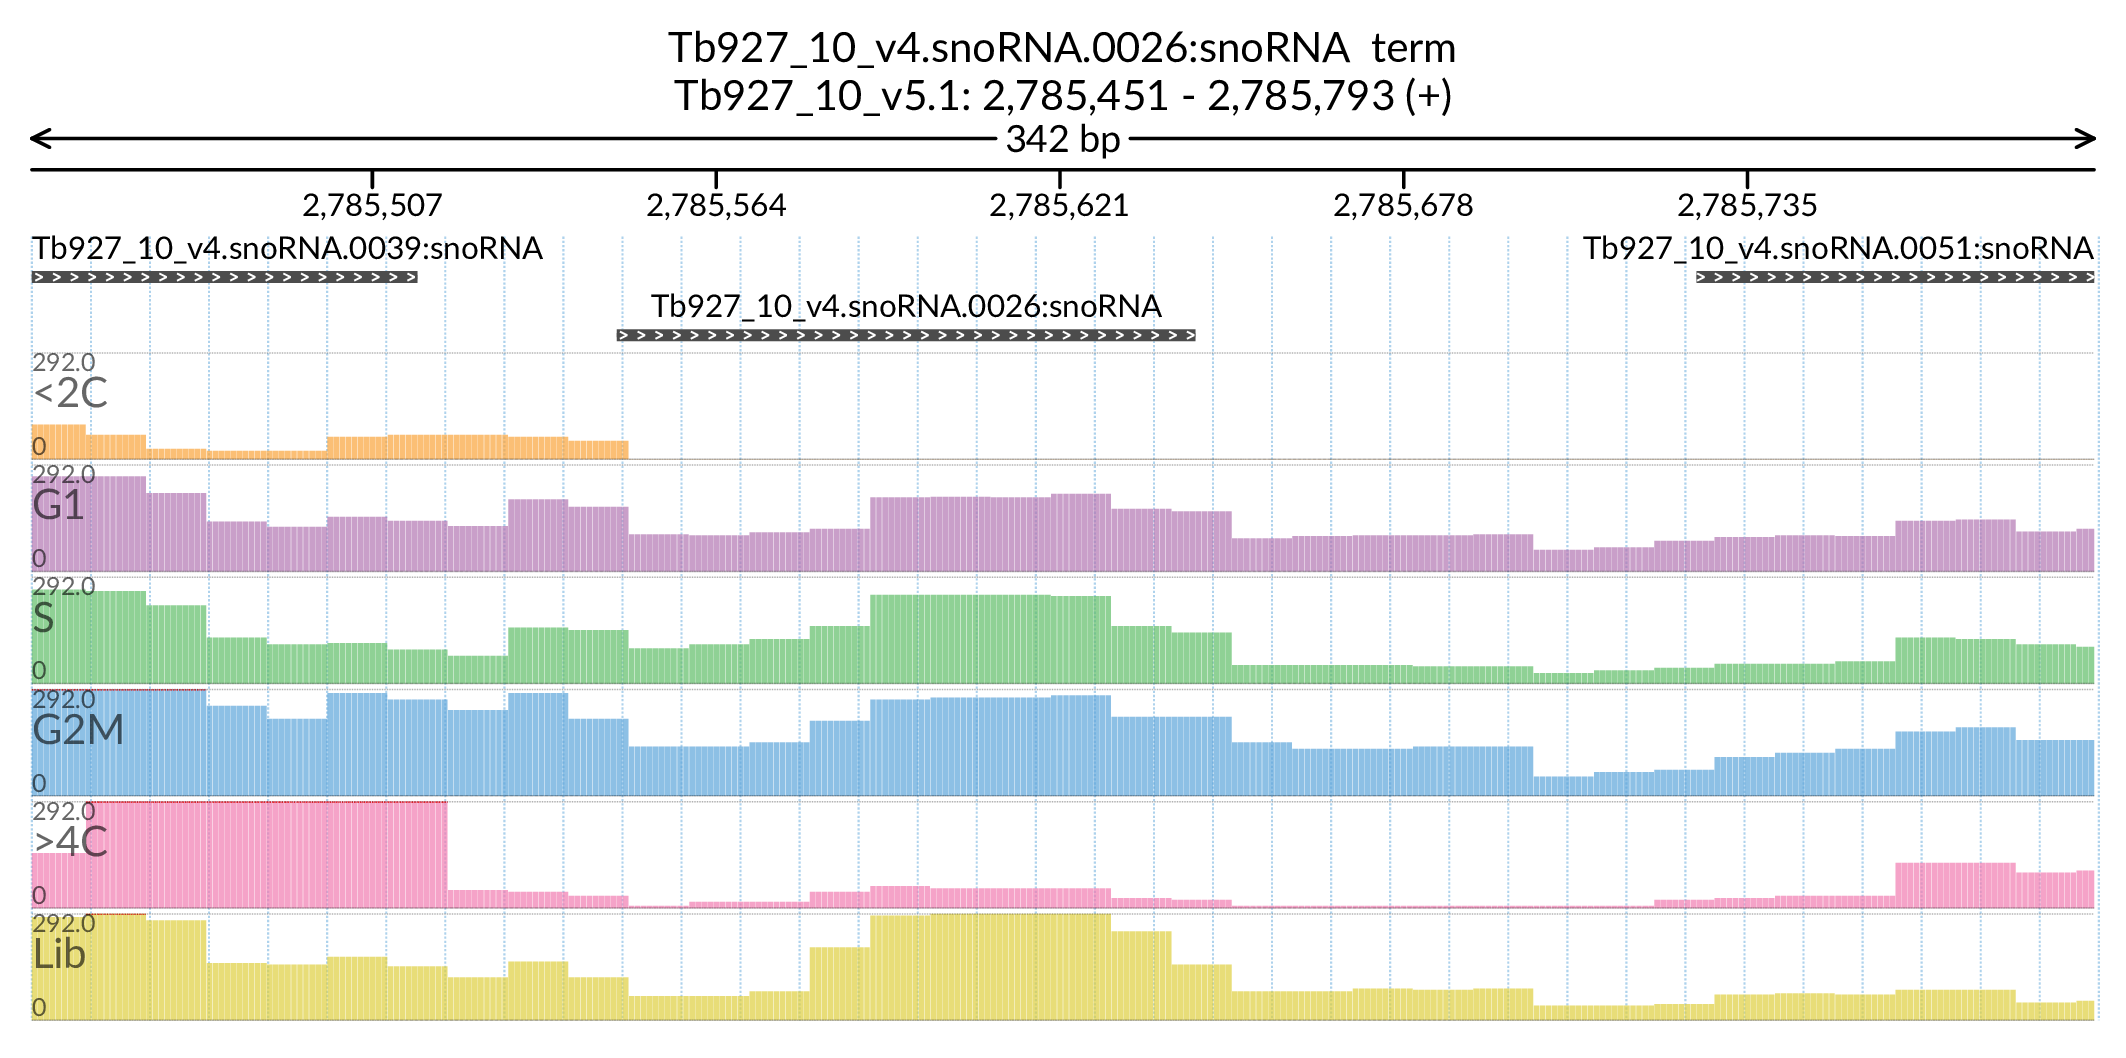 Tb927_10_v4.snoRNA.0026:snoRNA  term
Tb927_10_v5.1: 2,785,451 - 2,785,793 (+)
342 bp
2,785,507 2,785,564 2,785,621 2,785,678 2,785,735
Tb927_10_v4.snoRNA.0039:snoRNA Tb927_10_v4.snoRNA.0051:snoRNA
Tb927_10_v4.snoRNA.0026:snoRNA
292.0
<2C
0
292.0
G1
0
292.0
S
0
292.0
G2M
0
292.0
>4C
0
292.0
Lib
0